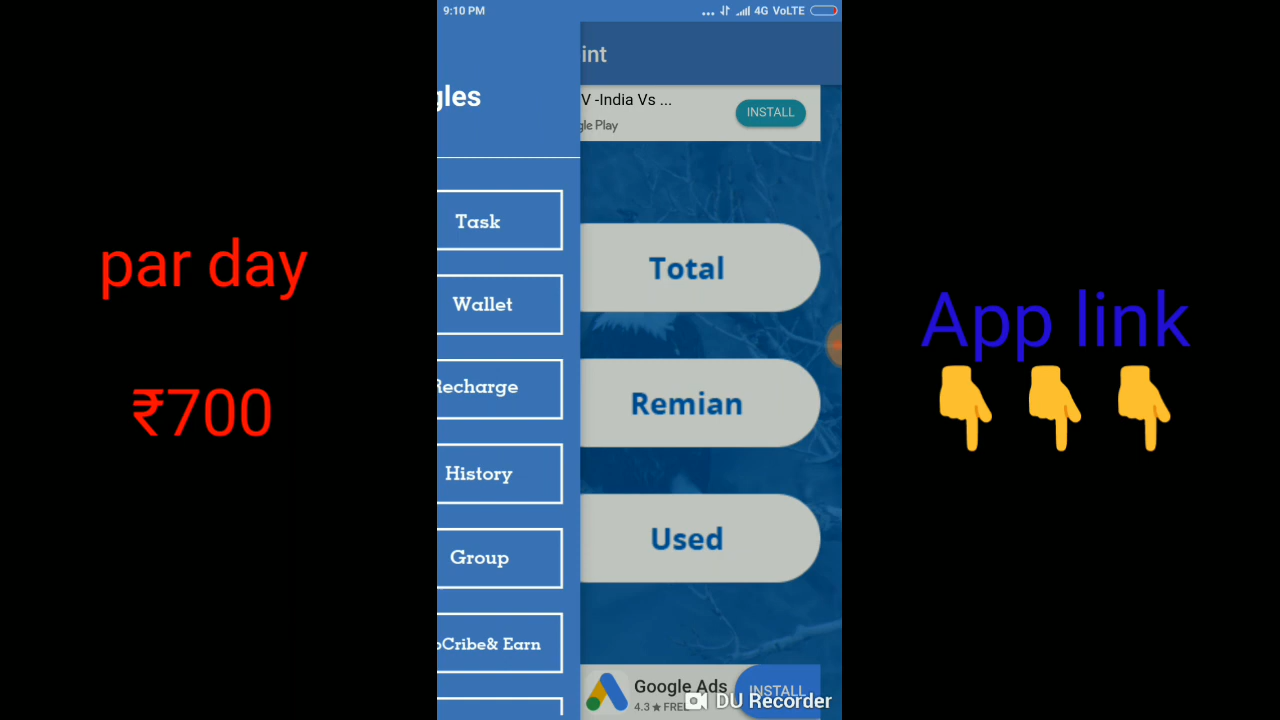 9:10 PM
4G VoLTE
int
gles
V -India Vs ...
gle Play
INSTALL
Task
Wallet
Recharge
History
Group
Cribe& Earn
Total
Remian
Used
Google Ads
4.3 ★ FREE
INSTALL
DU Recorder
par day
₹700
App link